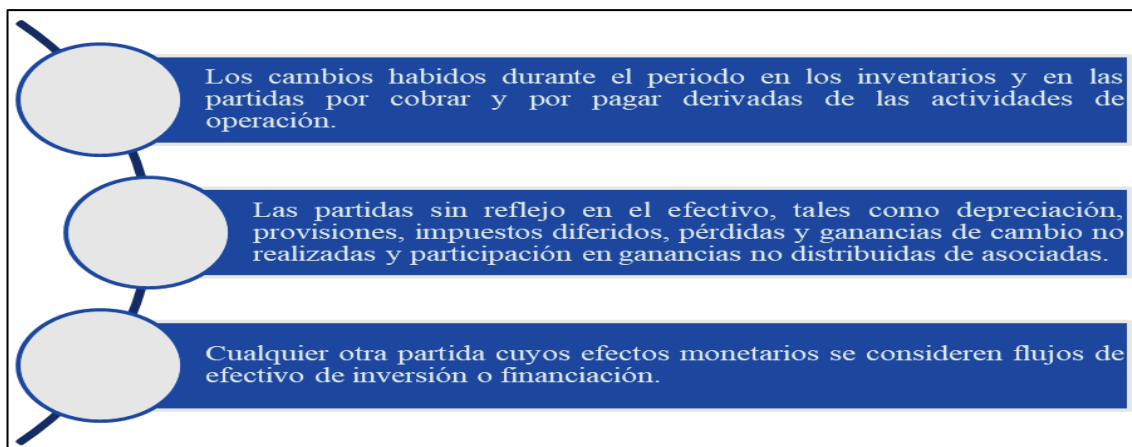 Los cambios habidos durante el periodo en los inventarios y en las
partidas por cobrar y por pagar derivadas de las actividades de
operación.
Las partidas sin reflejo en el efectivo, tales como depreciación,
provisiones, impuestos diferidos, pérdidas y ganancias de cambio no
realizadas y participación en ganancias no distribuidas de asociadas.
Cualquier otra partida cuyos efectos monetarios se consideren flujos de
efectivo de inversión o financiación.